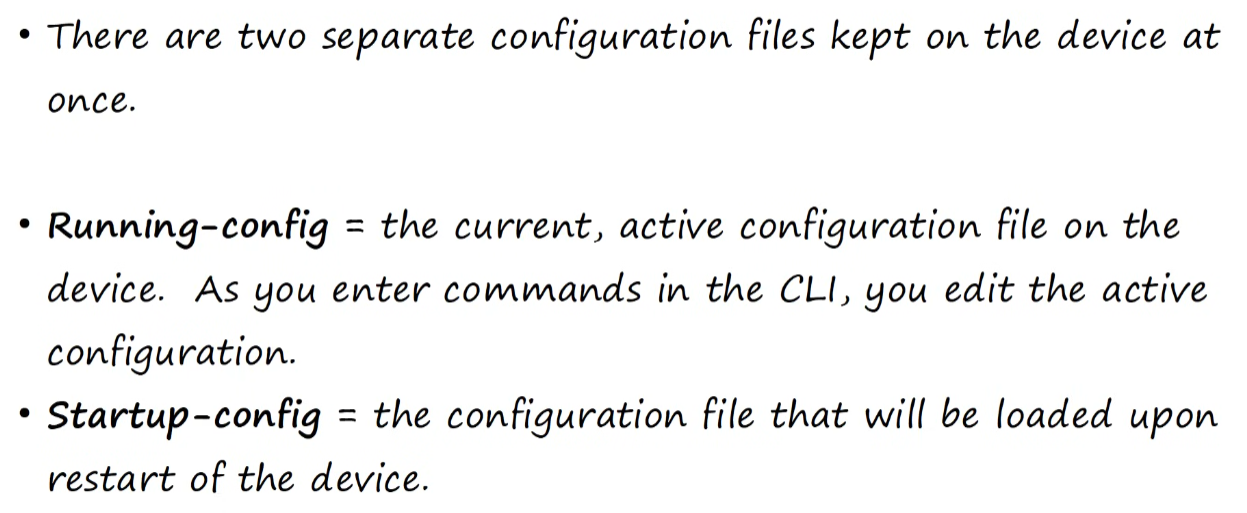 • There are two separate configuration files kept on the device at
once.
• Running-config = the current, active configuration file on the
device.  As you enter commands in the CLI, you edit the active
configuration.
• Startup-config = the configuration file that will be loaded upon
restart of the device.